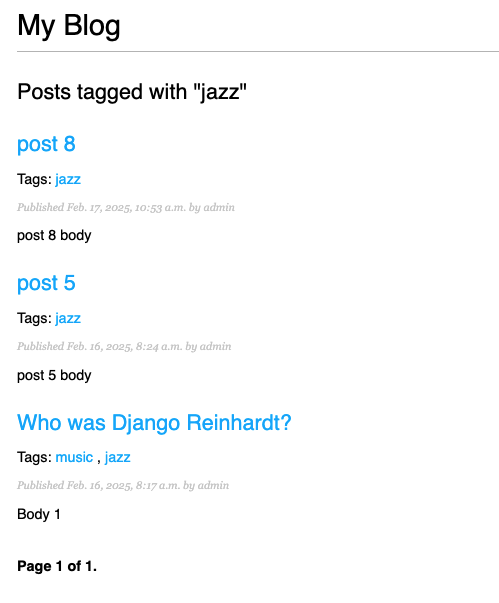 My Blog
Posts tagged with "jazz"
post 8
Tags: jazz
Published Feb. 17, 2025, 10:53 a.m. by admin
post 8 body
post 5
Tags: jazz
Published Feb. 16, 2025, 8:24 a.m. by admin
post 5 body
Who was Django Reinhardt?
Tags: music , jazz
Published Feb. 16, 2025, 8:17 a.m. by admin
Body 1
Page 1 of 1.